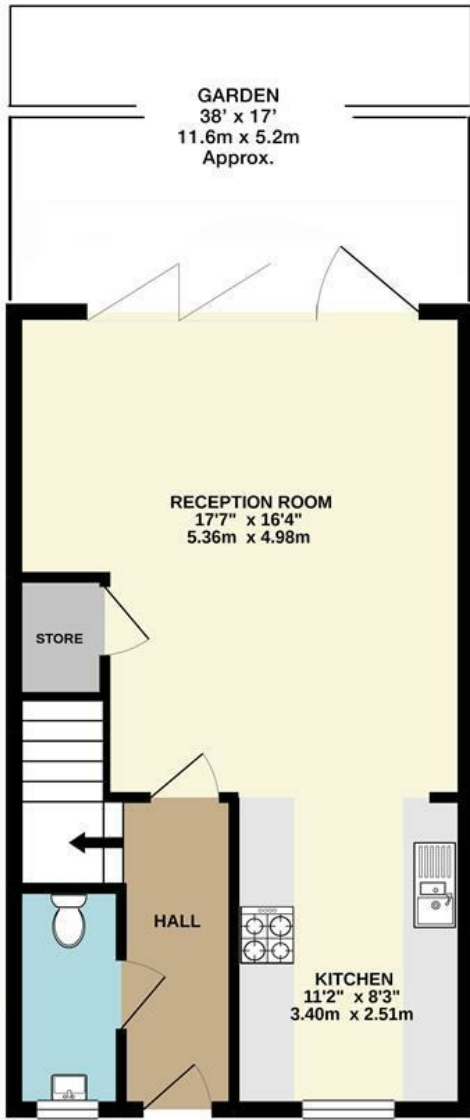 GARDEN
38' x 17'
11.6m x 5.2m
Approx.
RECEPTION ROOM
17'7" x 16'4"
5.36m x 4.98m
STORE
HALL
KITCHEN
11'2" x 8'3"
3.40m x 2.51m